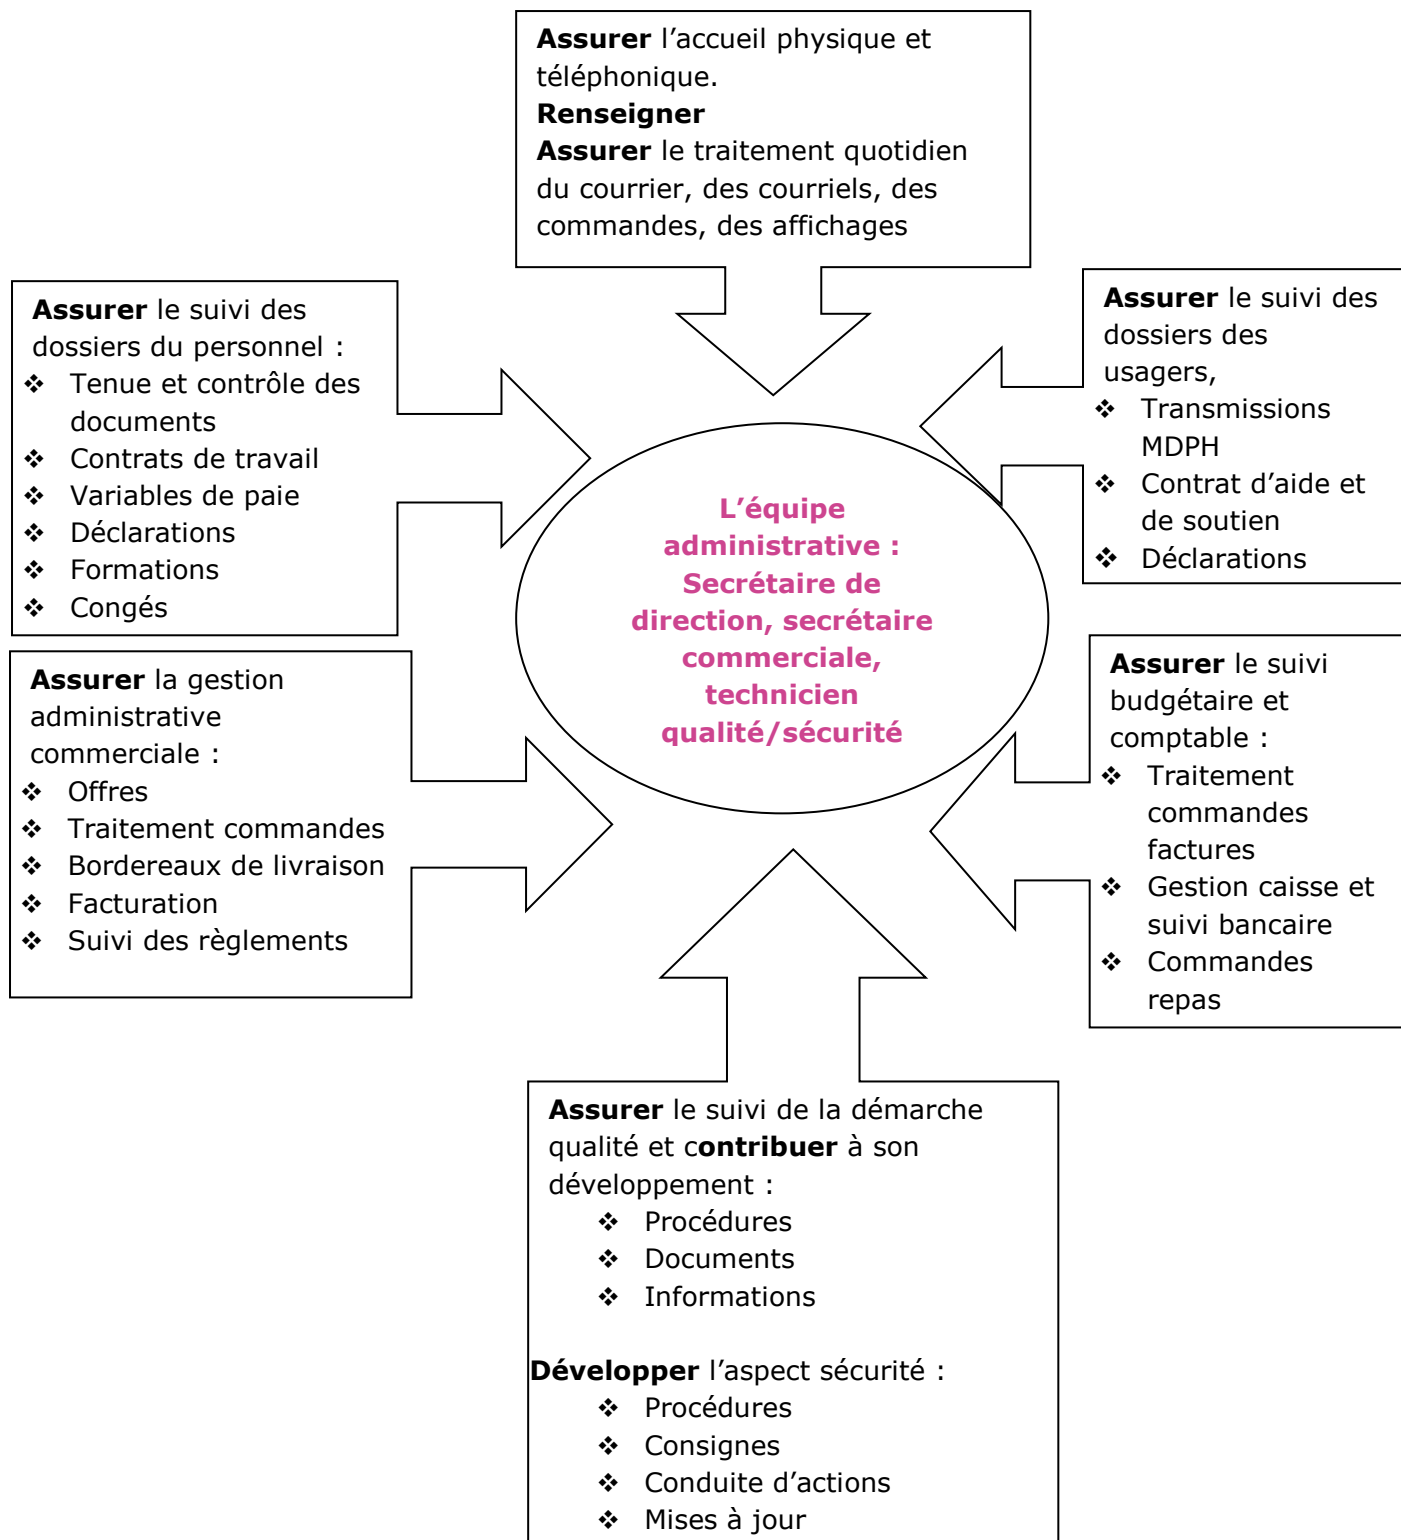 Assurer l’accueil physique et
téléphonique.
Renseigner
Assurer le traitement quotidien
du courrier, des courriels, des
commandes, des affichages
Assurer le suivi des
dossiers du personnel :
❖ Tenue et contrôle des
documents
❖ Contrats de travail
❖ Variables de paie
❖ Déclarations
❖ Formations
❖ Congés
Assurer le suivi des
dossiers des
usagers,
❖ Transmissions
MDPH
❖ Contrat d’aide et
de soutien
❖ Déclarations
L’équipe
administrative :
Secrétaire de
direction, secrétaire
commerciale,
technicien
qualité/sécurité
Assurer la gestion
administrative
commerciale :
❖ Offres
❖ Traitement commandes
❖ Bordereaux de livraison
❖ Facturation
❖ Suivi des règlements
Assurer le suivi
budgétaire et
comptable :
❖ Traitement
commandes
factures
❖ Gestion caisse et
suivi bancaire
❖ Commandes
repas
Assurer le suivi de la démarche
qualité et contribuer à son
développement :
❖ Procédures
❖ Documents
❖ Informations
Développer l’aspect sécurité :
❖ Procédures
❖ Consignes
❖ Conduite d’actions
❖ Mises à jour